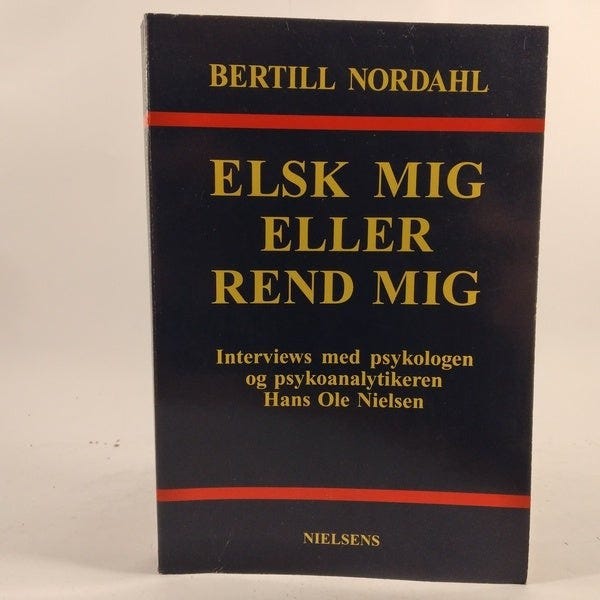 BERTILL NORDAHL
ELSK MIG
ELLER
REND MIG
Interviews med psykologen
og psykoanalytikeren
Hans Ole Nielsen
NIELSENS